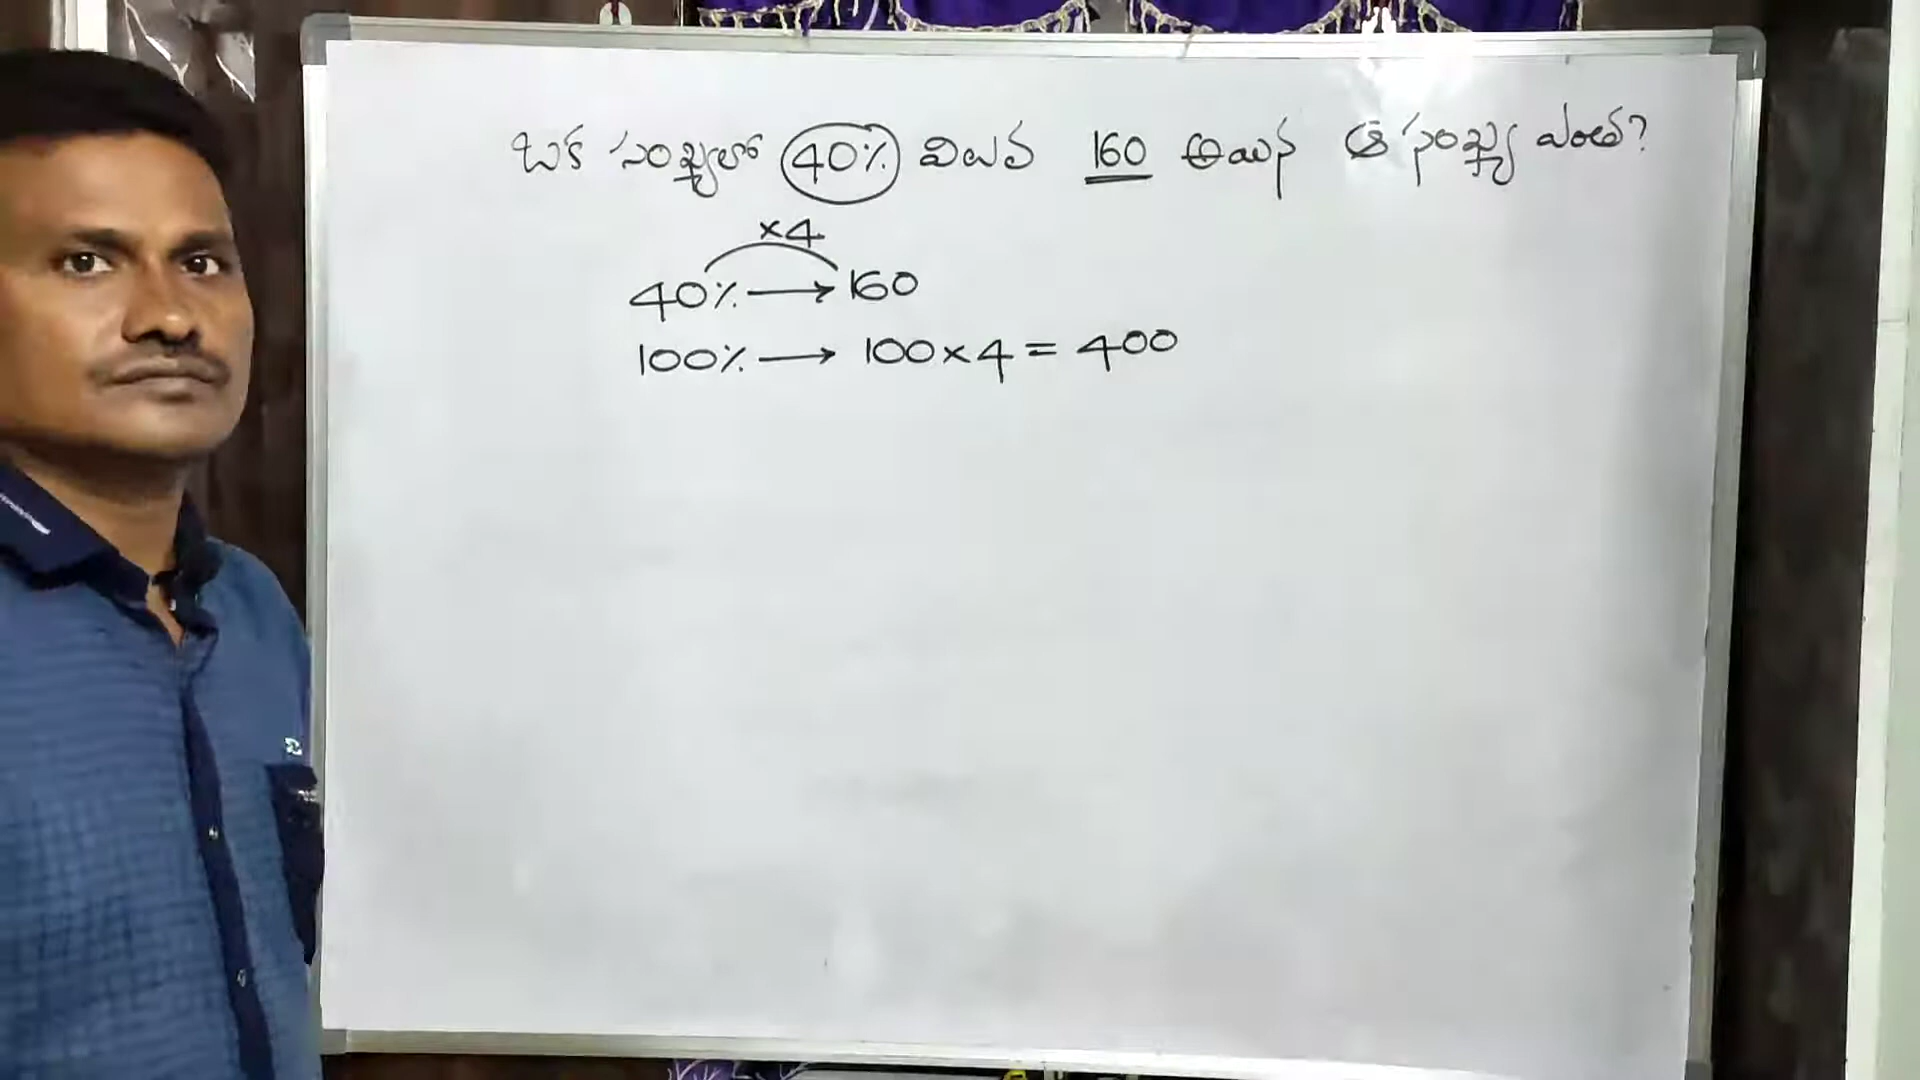 ఒక సంఖ్యలో 40% విలువ 160 అయిన ఆ సంఖ్య ఎంత?
×4
40% → 160
100% → 100×4 = 400